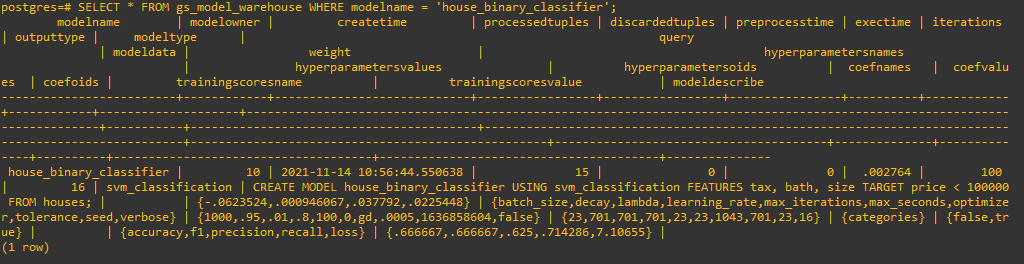 postgres=# SELECT * FROM gs_model_warehouse WHERE modelname = 'house_binary_classifier';
modelname | modelowner | createtime | processedtuples | discardedtuples | preprocesstime | exectime | iterations
| outputtype | modeltype | query
| modeldata | weight | hyperparametersnames
| hyperparametersvalues | hyperparametersoids | coefnames | coefvalu
es | coefoids | trainingscoresname | trainingscoresvalue | modeldescribe
-------------------------+------------+----------------------------+-----------------+-----------------+----------------+----------+-----------
-+------------+--------------------+-------------------------------------------------------
-------------+-----------+------------------------------------------+---------------------------------------------------------
------------------------+------------------------------------------------+-------------------------------------+-------------+---------
----+----------+-----------------------------------+--------------------------------------+--------------
house_binary_classifier | 10 | 2021-11-14 10:56:44.550638 | 15 | 0 | 0 | .002764 | 100
| 16 | svm_classification | CREATE MODEL house_binary_classifier USING svm_classification FEATURES tax, bath, size TARGET price < 100000
FROM houses; | | {-.0623524,.000946067,.037792,.0225448} | {batch_size,decay,lambda,learning_rate,max_iterations,max_seconds,optimize
r,tolerance,seed,verbose} | {1000,.95,.01,.8,100,0,gd,.0005,1636858604,false} | {23,701,701,701,23,23,1043,701,23,16} | {categories} | {false,tr
ue} | | {accuracy,f1,precision,recall,loss} | {.666667,.666667,.625,.714286,7.10655} |
(1 row)